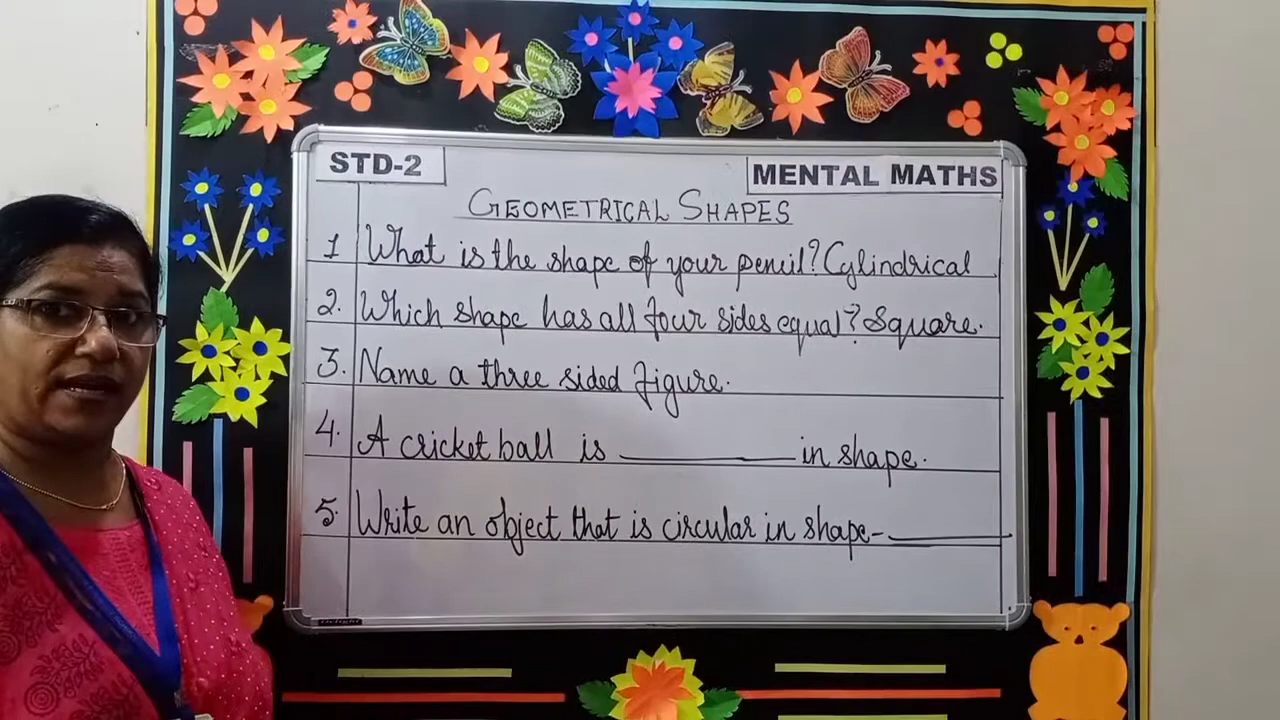 STD-2
MENTAL MATHS
GEOMETRICAL SHAPES
1 What is the shape of your pencil? Cylindrical
2. Which shape has all four sides equal? Square.
3. Name a three sided figure.
4. A cricket ball is ________ in shape.
5. Write an object that is circular in shape- ________